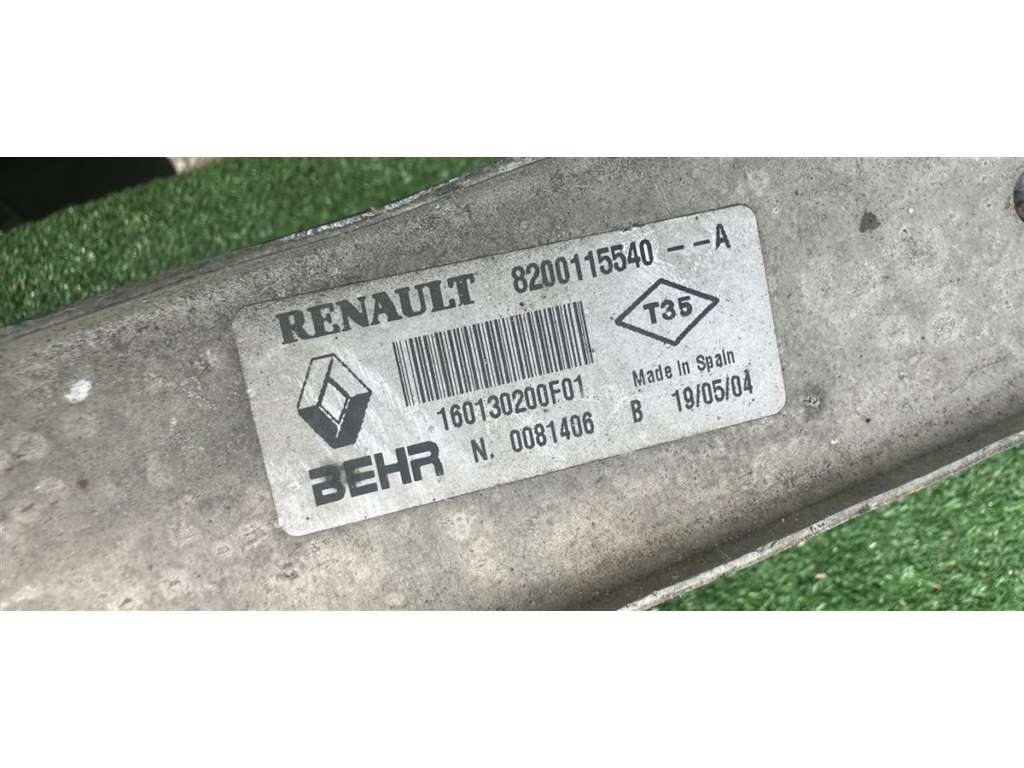 RENAULT 8200115540 --A
T35
160130200F01
Made In Spain
BEHR N. 0081406 B 19/05/04